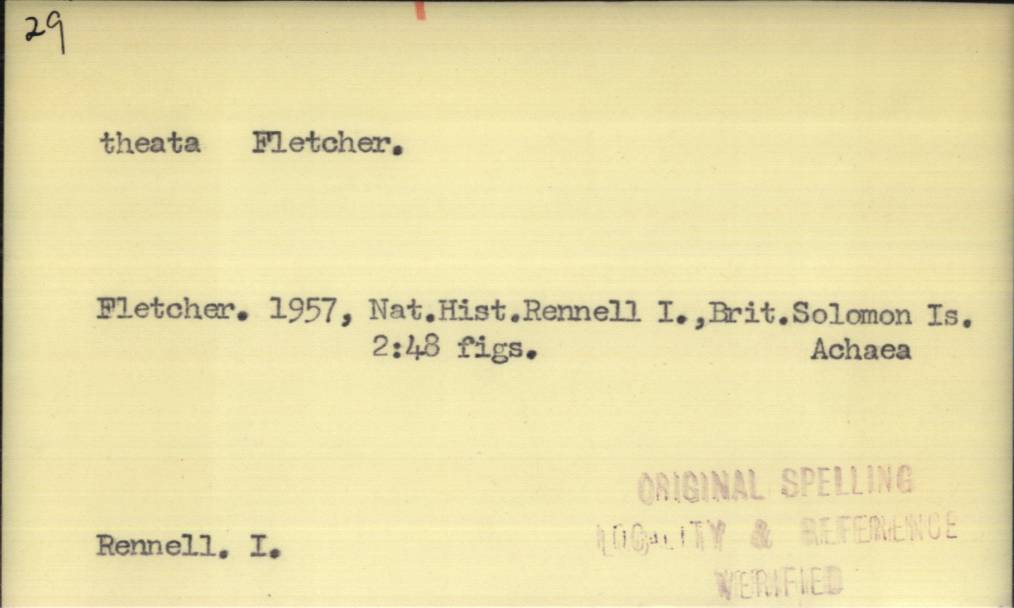 29
theata Fletcher.
Fletcher. 1957, Nat.Hist.Rennell I.,Brit.Solomon Is.
2:48 figs. Achaea
ORIGINAL SPELLING
Rennell. I. LOCALITY & REFERENCE
VERIFIED